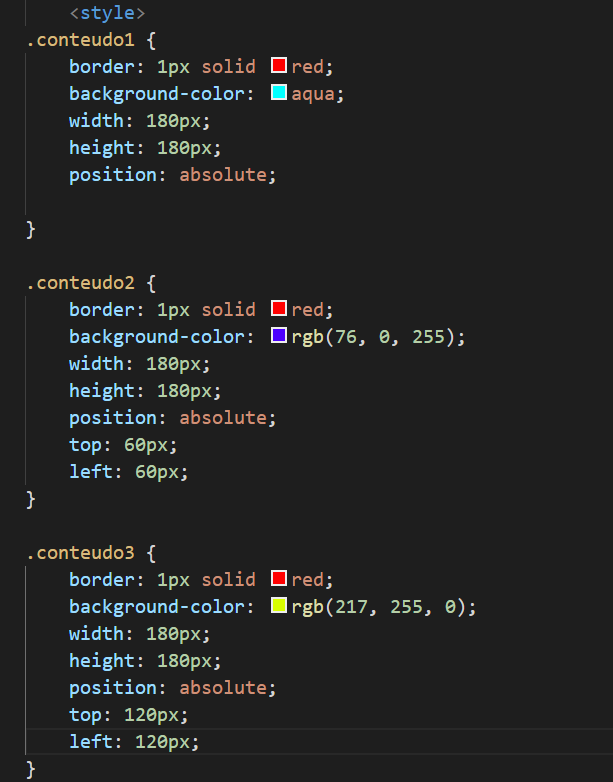 <style>
.conteudo1 {
    border: 1px solid red;
    background-color: aqua;
    width: 180px;
    height: 180px;
    position: absolute;

}

.conteudo2 {
    border: 1px solid red;
    background-color: rgb(76, 0, 255);
    width: 180px;
    height: 180px;
    position: absolute;
    top: 60px;
    left: 60px;
}

.conteudo3 {
    border: 1px solid red;
    background-color: rgb(217, 255, 0);
    width: 180px;
    height: 180px;
    position: absolute;
    top: 120px;
    left: 120px;
}